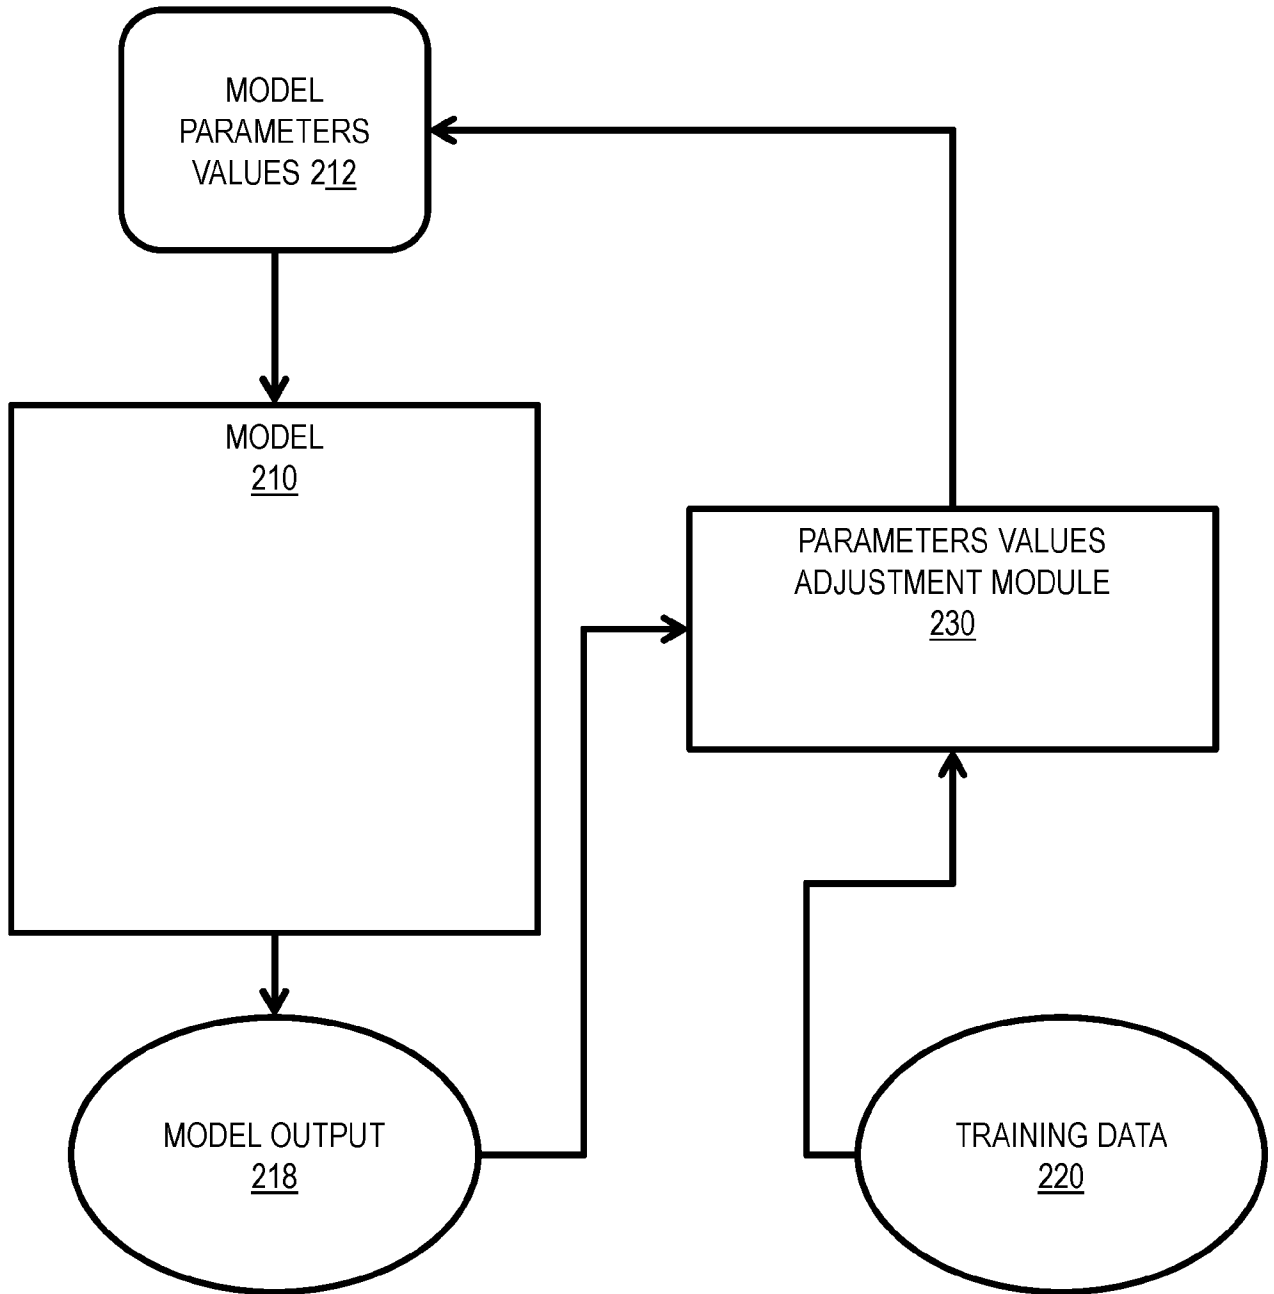 MODEL
PARAMETERS
VALUES 212
MODEL
210
PARAMETERS VALUES
ADJUSTMENT MODULE
230
MODEL OUTPUT
218
TRAINING DATA
220